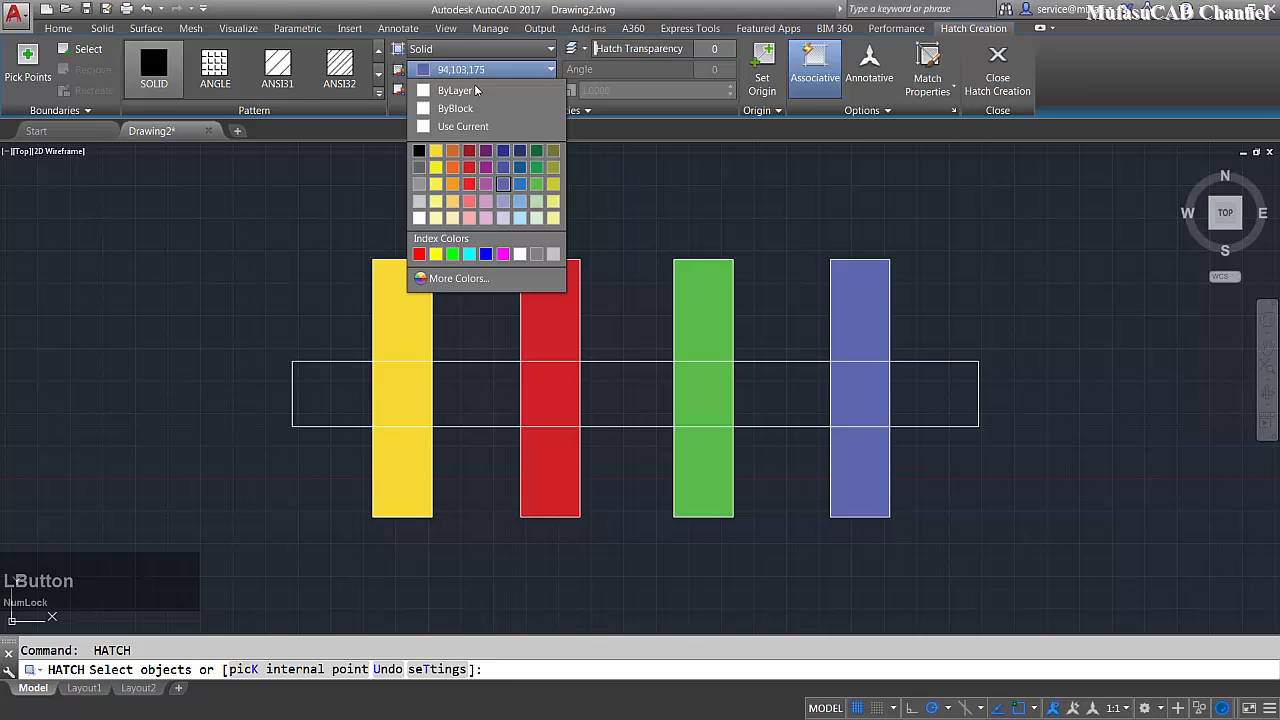 Autodesk AutoCAD 2017 Drawing2.dwg
Type a keyword or phrase
MufasuCAD Channel
Home Solid Surface Mesh Visualize Parametric Insert Annotate View Manage Output Add-ins A360 Express Tools Featured Apps BIM 360 Performance Hatch Creation
Pick Points
Select
Remove
Recreate
Boundaries
SOLID
ANGLE
ANSI31
ANSI32
Pattern
Solid
94,103,175
Hatch Transparency 0
Angle 0
1.0000
Set
Origin
Origin
Associative
Annotative
Match
Properties
Options
Close
Hatch Creation
Close
ByLayer
ByBlock
Use Current
Index Colors
More Colors...
Start Drawing2*
[–][Top][2D Wireframe]
N
W TOP E
S
WCS
LButton
NumLock
X
Command: HATCH
HATCH Select objects or [picK internal point Undo seTtings]:
Model Layout1 Layout2
MODEL 1:1